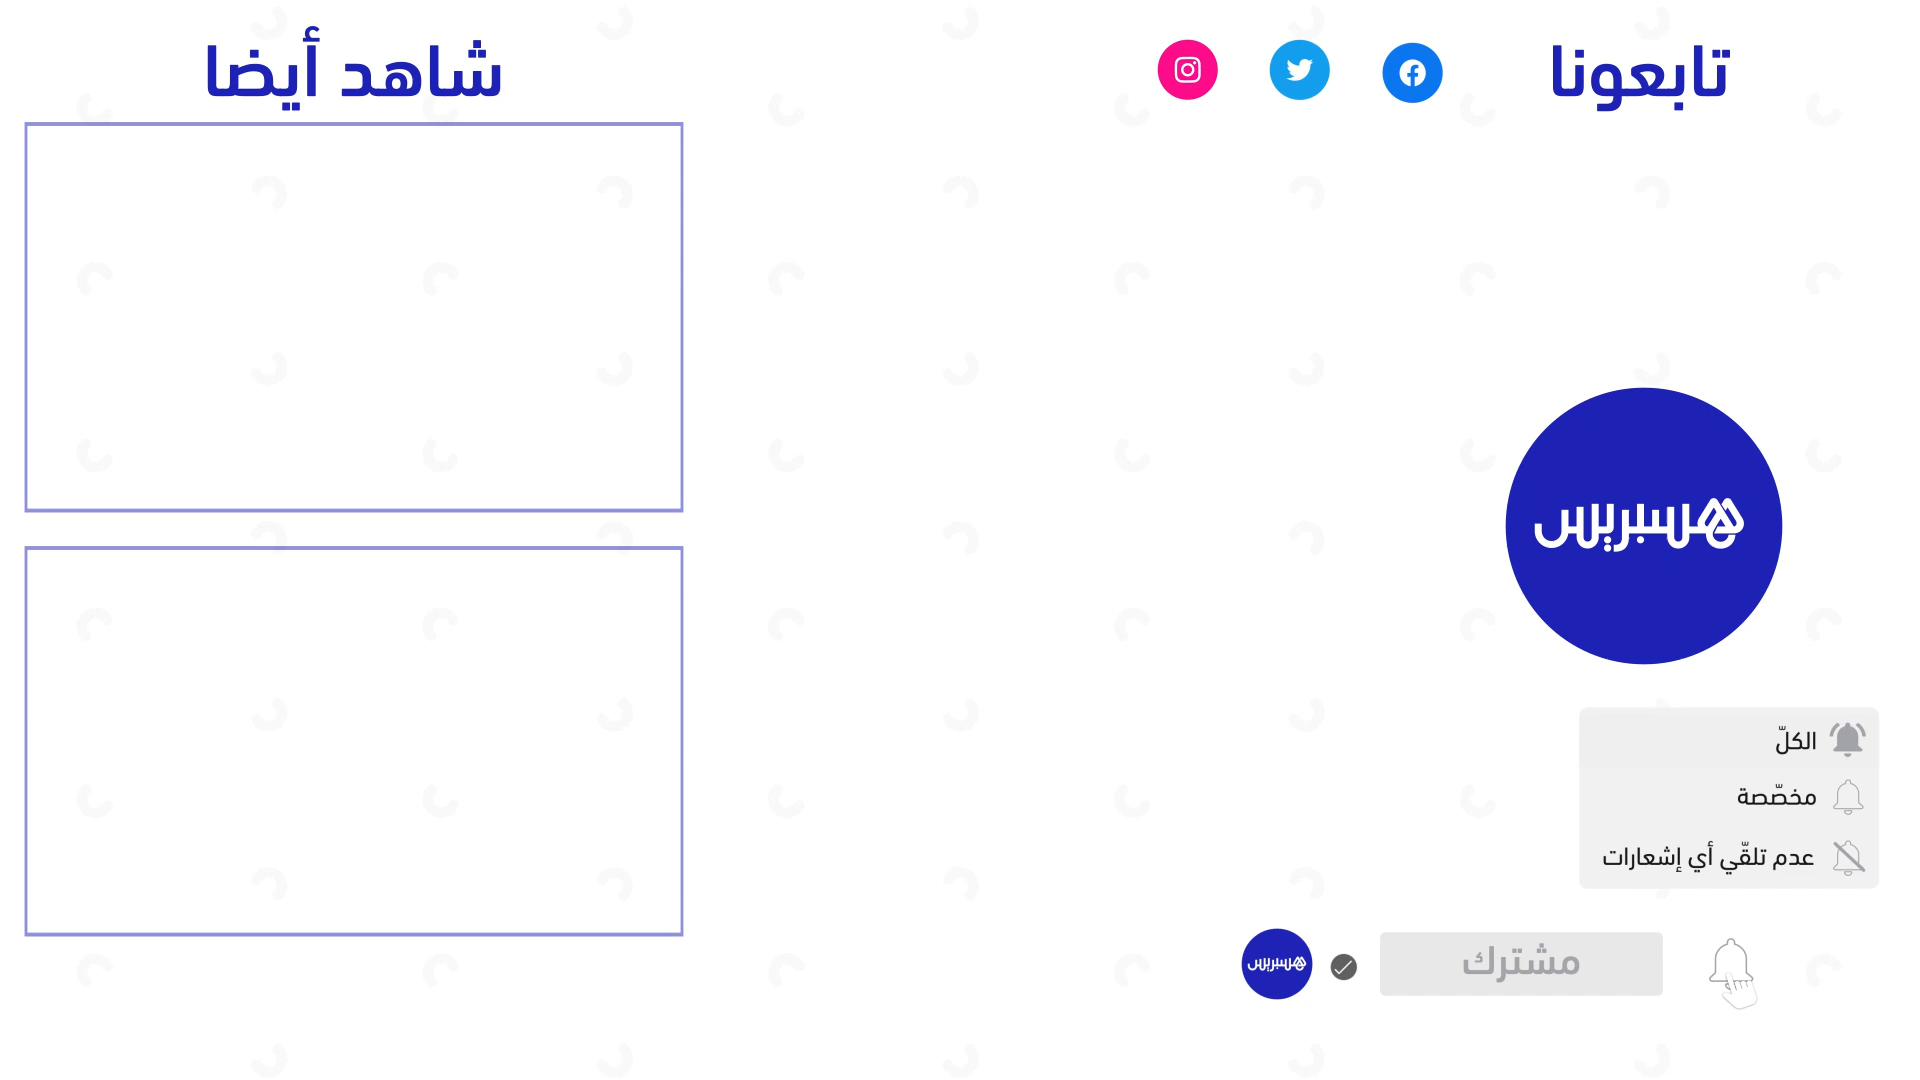 تابعونا
شاهد أيضا
هسبريس
الكلّ
مخصّصة
عدم تلقّي أي إشعارات
مشترك
هسبريس